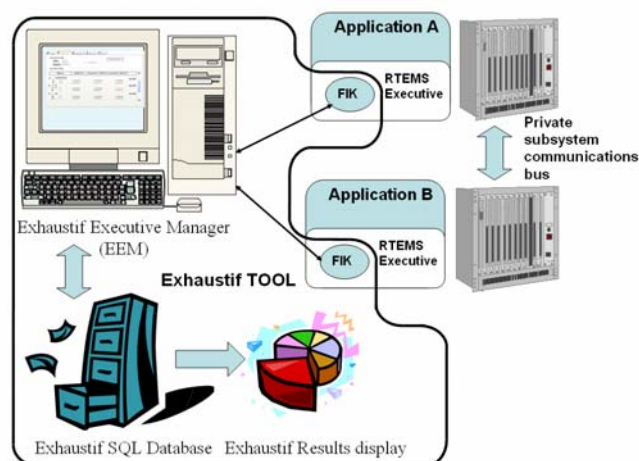 Application A
FIK
RTEMS
Executive
Private
subsystem
communications
bus
Exhaustif Executive Manager
(EEM)
Application B
FIK
RTEMS
Executive
Exhaustif TOOL
Exhaustif SQL Database
Exhaustif Results display